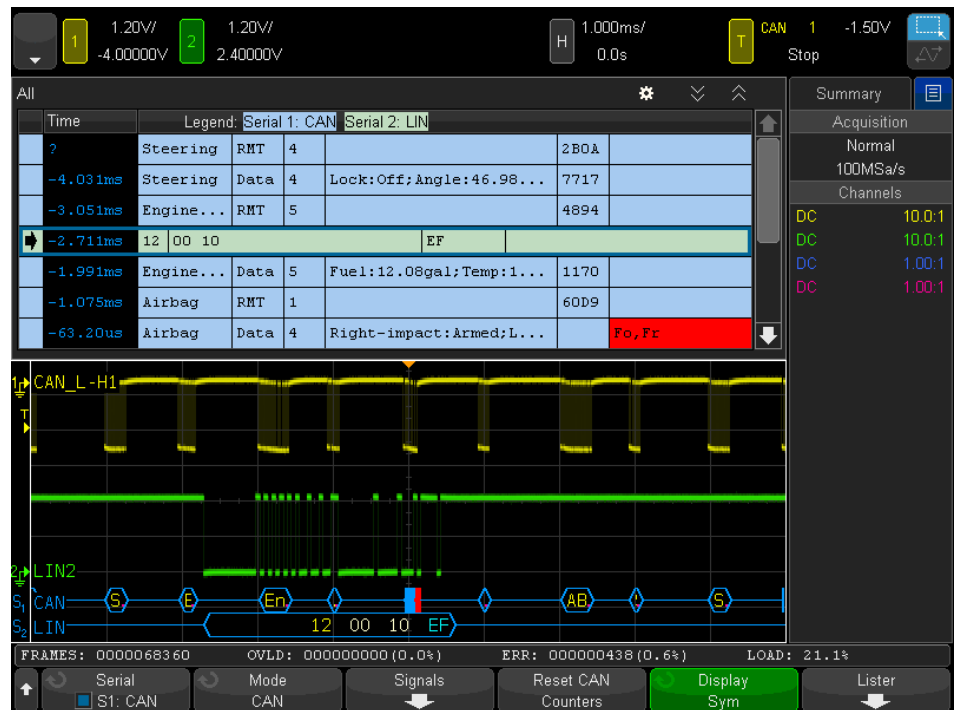 1 1.20V/ 2 1.20V/ H 1.000ms/ T CAN 1 -1.50V
-4.00000V 2.40000V 0.0s Stop
All
Summary
Time Legend: Serial 1: CAN Serial 2: LIN
? Steering RMT 4 2B0A
-4.031ms Steering Data 4 Lock:Off;Angle:46.98... 7717
-3.051ms Engine... RMT 5 4894
-2.711ms 12 00 10 EF
-1.991ms Engine... Data 5 Fuel:12.08gal;Temp:1... 1170
-1.075ms Airbag RMT 1 60D9
-63.20us Airbag Data 4 Right-impact:Armed;L... Fo,Fr
Acquisition
Normal
100MSa/s
Channels
DC 10.0:1
DC 10.0:1
DC 1.00:1
DC 1.00:1
1 CAN_L-H1
T
2 LIN2
S1 CAN S, E En, , , AB, ! S,
S2 LIN 12 00 10 EF
FRAMES: 0000068360 OVLD: 000000000(0.0%) ERR: 000000438(0.6%) LOAD: 21.1%
Serial Mode Signals Reset CAN Display Lister
S1: CAN CAN Counters Sym